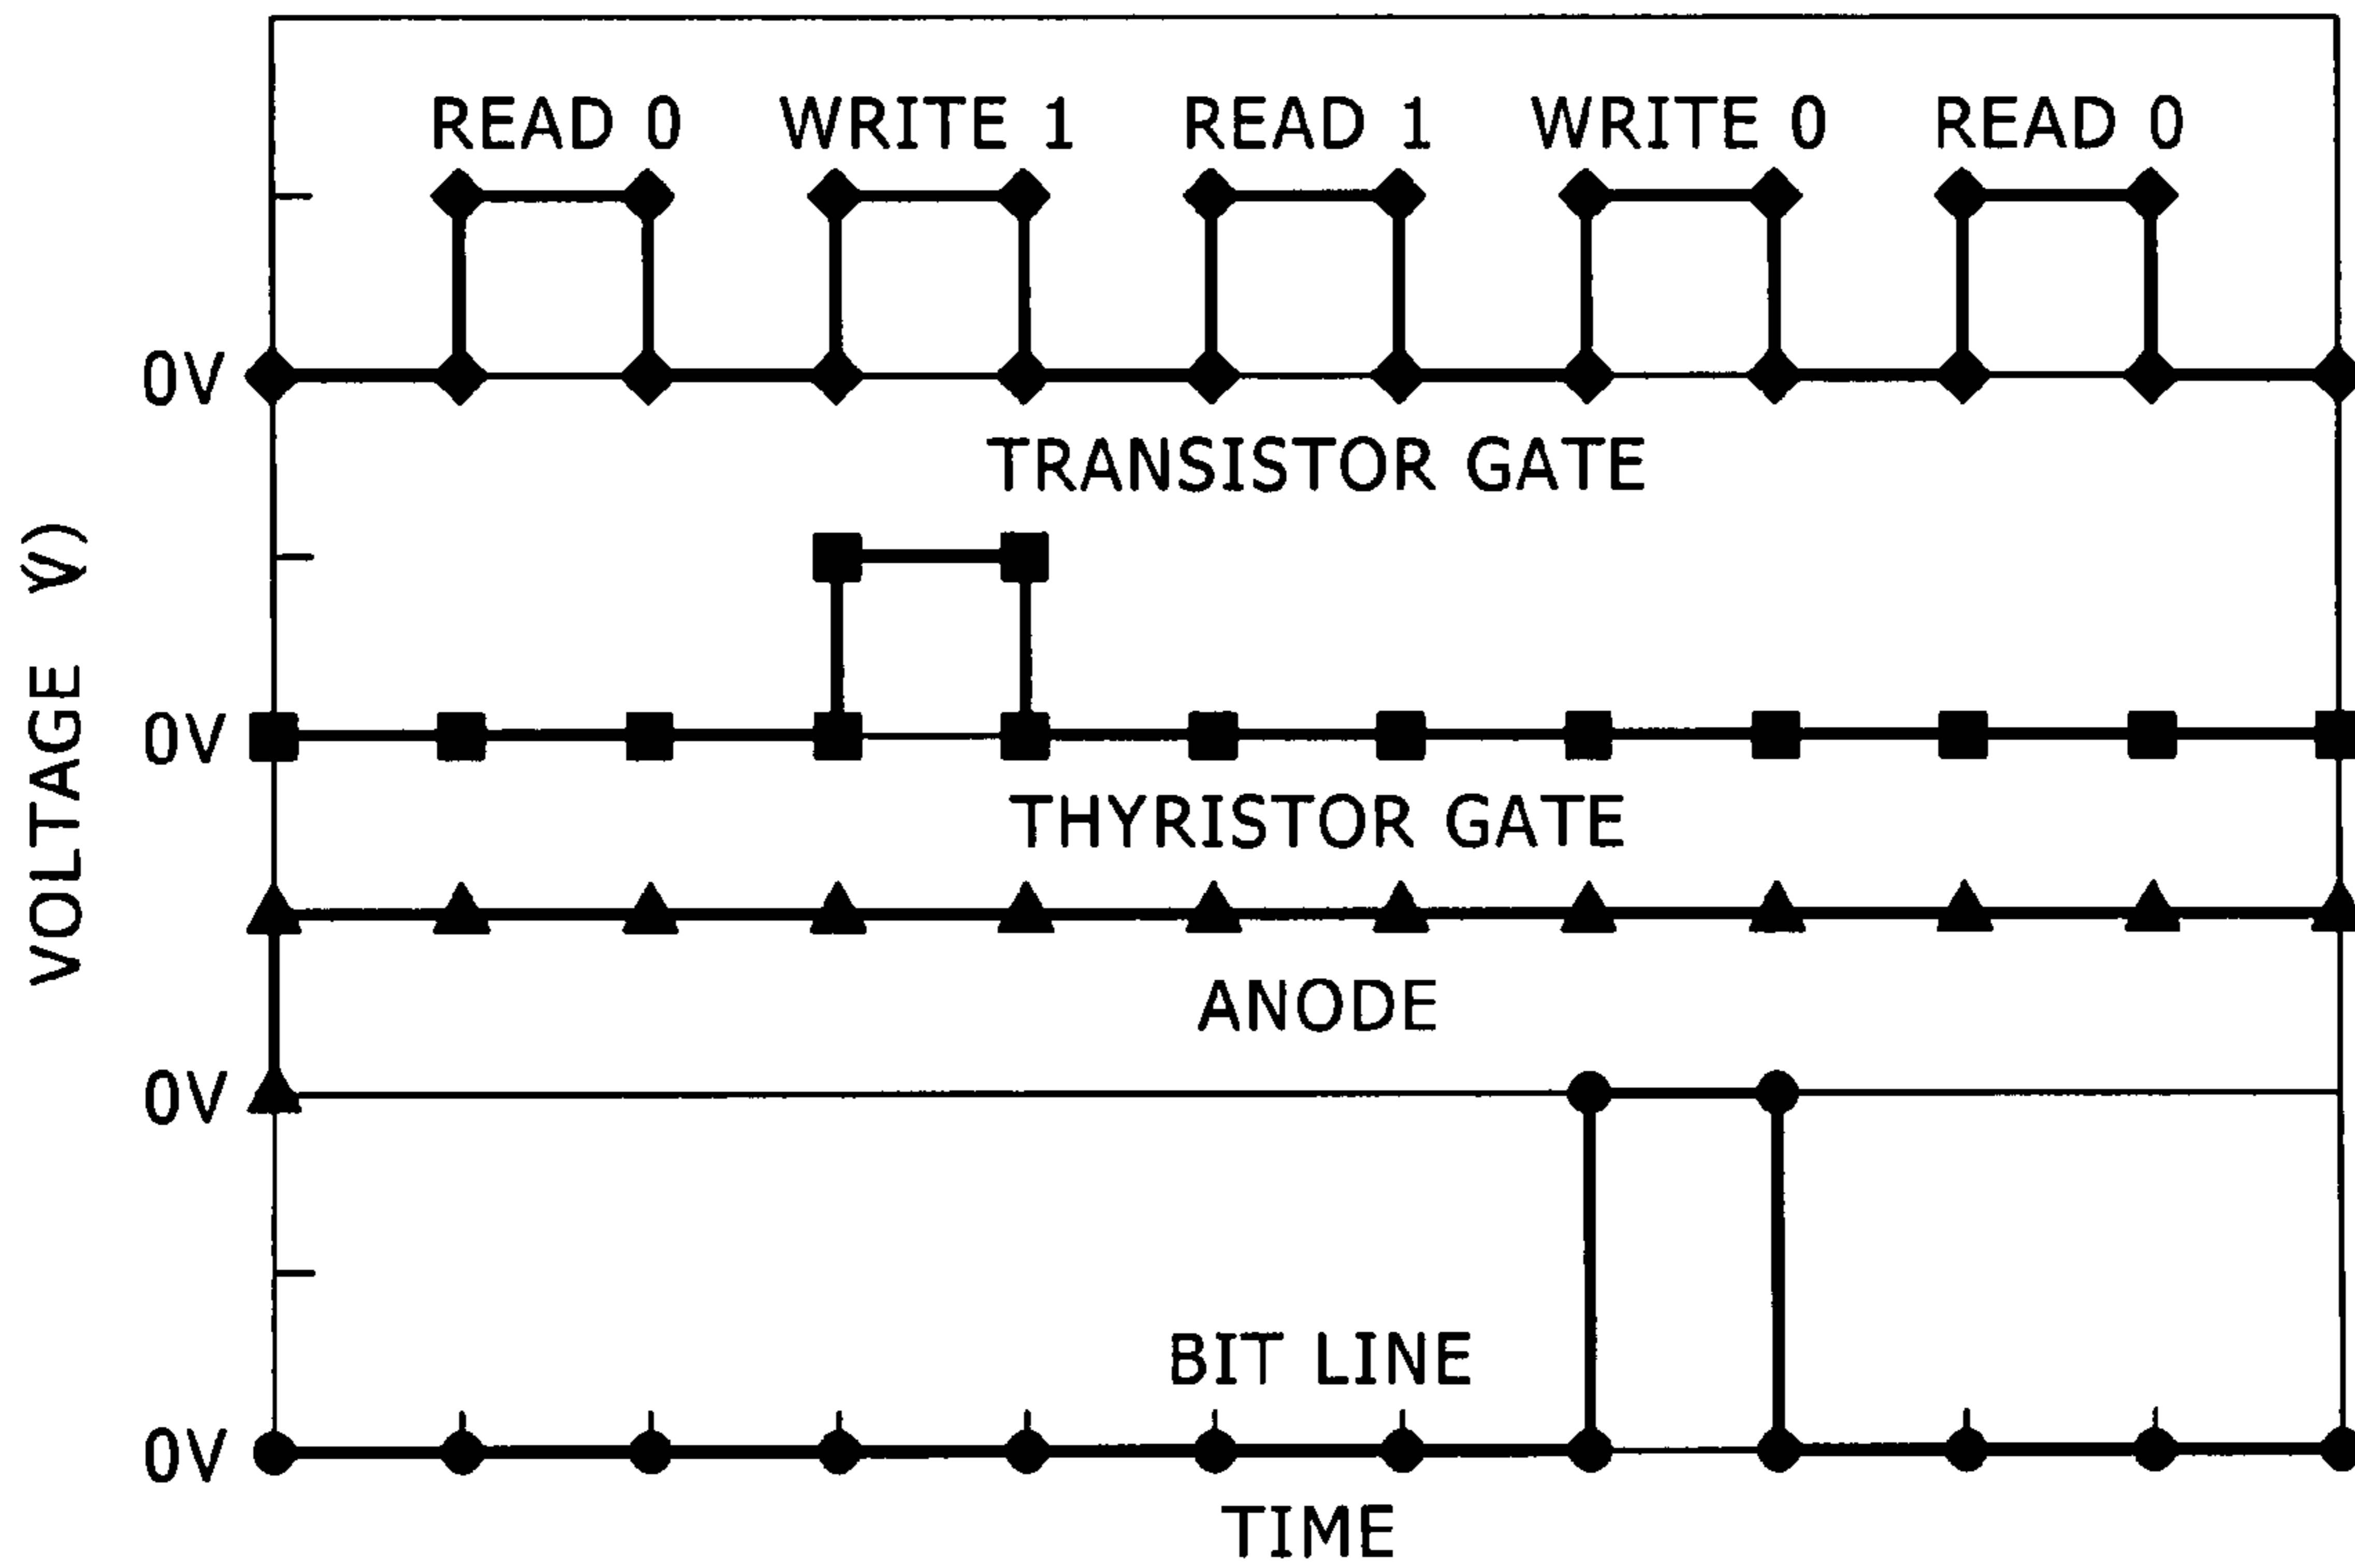 READ 0 WRITE 1 READ 1 WRITE 0 READ 0
0V
TRANSISTOR GATE
VOLTAGE V)
0V
THYRISTOR GATE
ANODE
0V
BIT LINE
0V
TIME